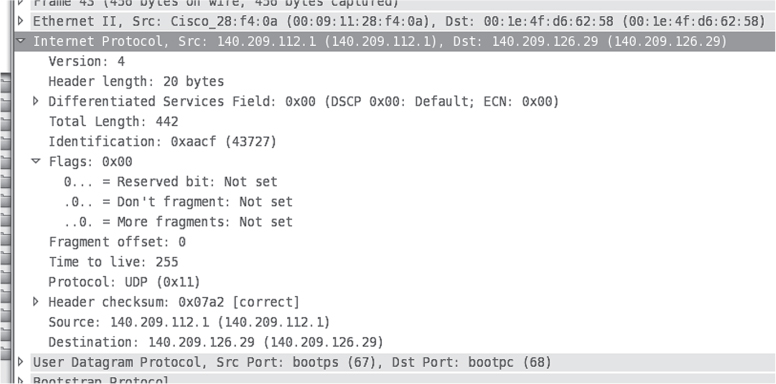 Frame 43 (456 bytes on wire, 456 bytes captured)
Ethernet II, Src: Cisco_28:f4:0a (00:09:11:28:f4:0a), Dst: 00:1e:4f:d6:62:58 (00:1e:4f:d6:62:58)
Internet Protocol, Src: 140.209.112.1 (140.209.112.1), Dst: 140.209.126.29 (140.209.126.29)
Version: 4
Header length: 20 bytes
Differentiated Services Field: 0x00 (DSCP 0x00: Default; ECN: 0x00)
Total Length: 442
Identification: 0xaacf (43727)
Flags: 0x00
0... = Reserved bit: Not set
.0.. = Don't fragment: Not set
..0. = More fragments: Not set
Fragment offset: 0
Time to live: 255
Protocol: UDP (0x11)
Header checksum: 0x07a2 [correct]
Source: 140.209.112.1 (140.209.112.1)
Destination: 140.209.126.29 (140.209.126.29)
User Datagram Protocol, Src Port: bootps (67), Dst Port: bootpc (68)
Bootstrap Protocol